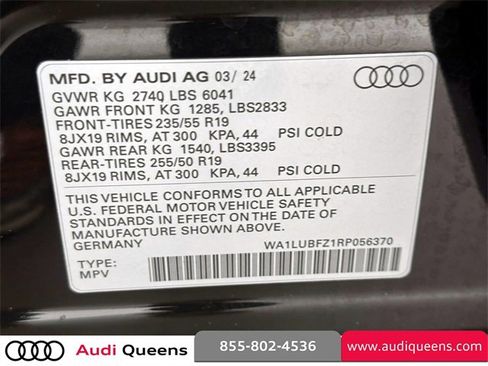 MFD. BY AUDI AG 03/ 24
GVWR KG 2740 LBS 6041
GAWR FRONT KG 1285, LBS2833
FRONT-TIRES 235/55 R19
8JX19 RIMS, AT 300 KPA, 44 PSI COLD
GAWR REAR KG 1540, LBS3395
REAR-TIRES 255/50 R19
8JX19 RIMS, AT 300 KPA, 44 PSI COLD
THIS VEHICLE CONFORMS TO ALL APPLICABLE
U.S. FEDERAL MOTOR VEHICLE SAFETY
STANDARDS IN EFFECT ON THE DATE OF
MANUFACTURE SHOWN ABOVE.
GERMANY
WA1LUBFZ1RP056370
TYPE:
MPV
Audi Queens
855-802-4536
www.audiqueens.com